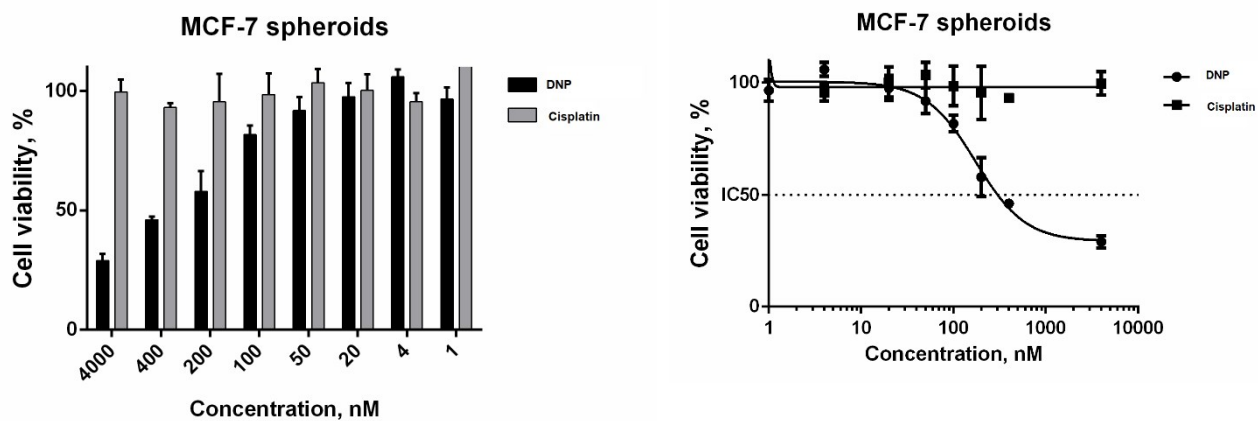 MCF-7 spheroids
Cell viability, %
100
50
0
4000
400
200
100
50
20
4
1
Concentration, nM
DNP
Cisplatin
MCF-7 spheroids
Cell viability, %
100
IC50
0
1
10
100
1000
10000
Concentration, nM
DNP
Cisplatin